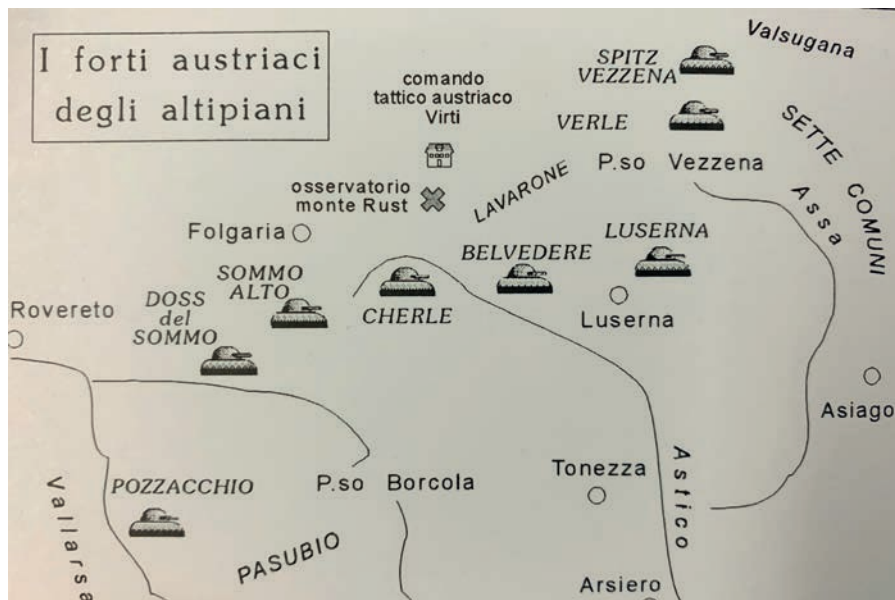 I forti austriaci
degli altipiani
Valsugana
SPITZ
VEZZENA
comando
tattico austriaco
Virti
VERLE
SETTE COMUNI
P.so Vezzena
LAVARONE
Assa
osservatorio
monte Rust
Folgaria
BELVEDERE
LUSERNA
SOMMO
ALTO
DOSS
del
SOMMO
Rovereto
CHERLE
Luserna
Asiago
Astico
Tonezza
P.so Borcola
POZZACCHIO
Vallarsa
PASUBIO
Arsiero